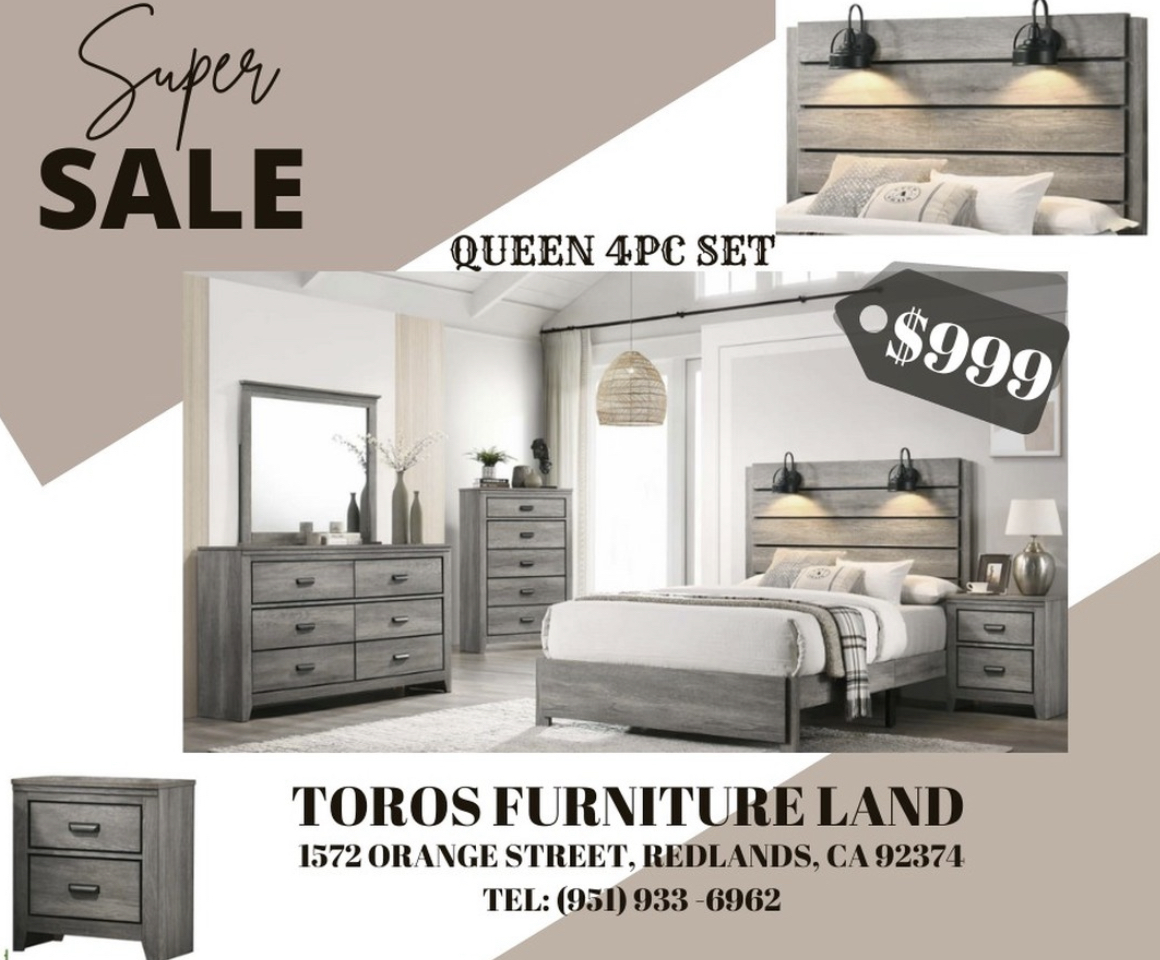 Super
SALE
QUEEN 4PC SET
$999
TOROS FURNITURE LAND
1572 ORANGE STREET, REDLANDS, CA 92374
TEL: (951) 933 -6962